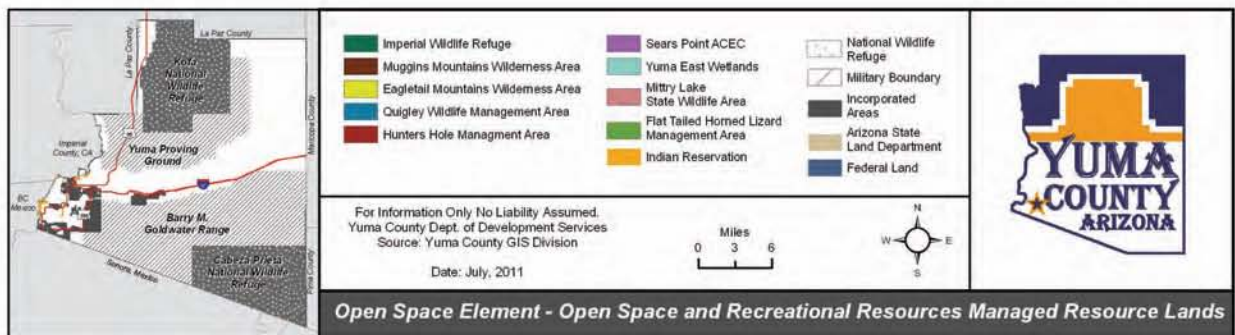 La Paz County
La Paz County
Kofa
National
Wildlife
Refuge
Maricopa County
Imperial
County, CA
Yuma Proving
Ground
BC
Mexico
8
Barry M.
Goldwater Range
Sonora, Mexico
Cabeza Prieta
National Wildlife
Refuge
Pima County
Imperial Wildlife Refuge
Muggins Mountains Wilderness Area
Eagletail Mountains Wilderness Area
Quigley Wildlife Management Area
Hunters Hole Managment Area
Sears Point ACEC
Yuma East Wetlands
Mittry Lake
State Wildlife Area
Flat Tailed Horned Lizard
Management Area
Indian Reservation
National Wildlife
Refuge
Military Boundary
Incorporated
Areas
Arizona State
Land Department
Federal Land
For Information Only No Liability Assumed.
Yuma County Dept. of Development Services
Source: Yuma County GIS Division
Date: July, 2011
Miles
0 3 6
N
W E
S
YUMA
COUNTY
ARIZONA
Open Space Element - Open Space and Recreational Resources Managed Resource Lands